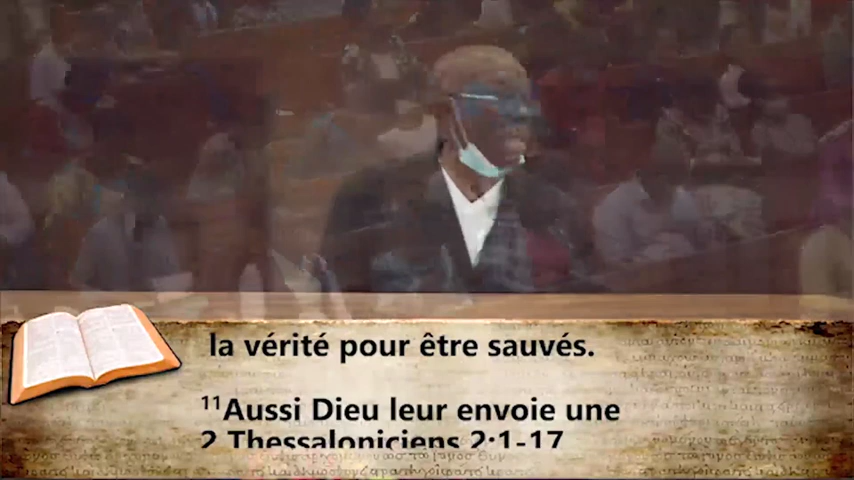 la vérité pour être sauvés.
¹¹Aussi Dieu leur envoie une
2 Thessaloniciens 2:1-17